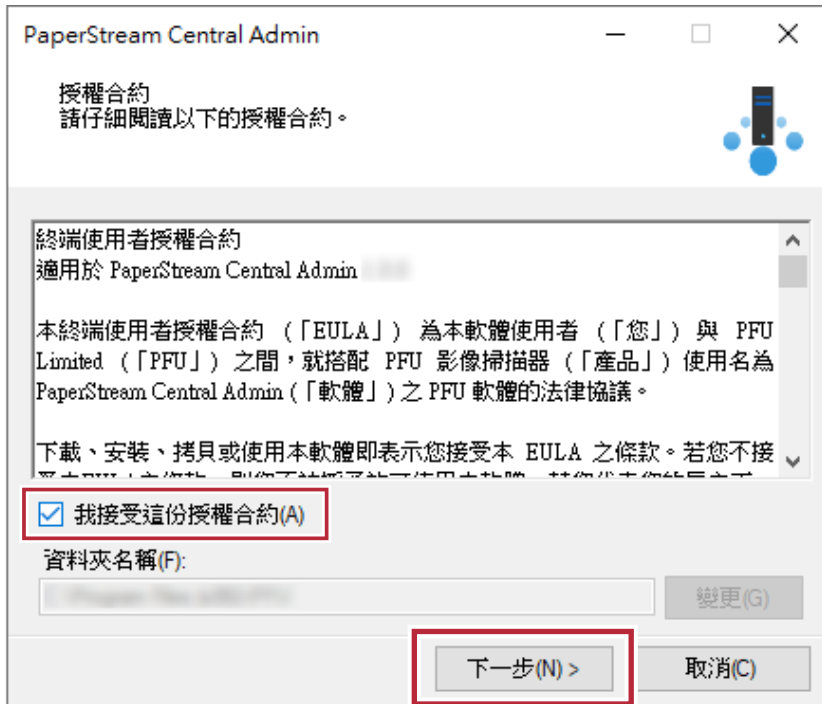 PaperStream Central Admin
授權合約
請仔細閱讀以下的授權合約。
終端使用者授權合約
適用於 PaperStream Central Admin
本終端使用者授權合約 (「EULA」) 為本軟體使用者 (「您」) 與 PFU
Limited (「PFU」) 之間，就搭配 PFU 影像掃描器 (「產品」) 使用名為
PaperStream Central Admin (「軟體」) 之 PFU 軟體的法律協議。
下載、安裝、拷貝或使用本軟體即表示您接受本 EULA 之條款。若您不接
我接受這份授權合約(A)
資料夾名稱(F):
變更(G)
下一步(N) >
取消(C)